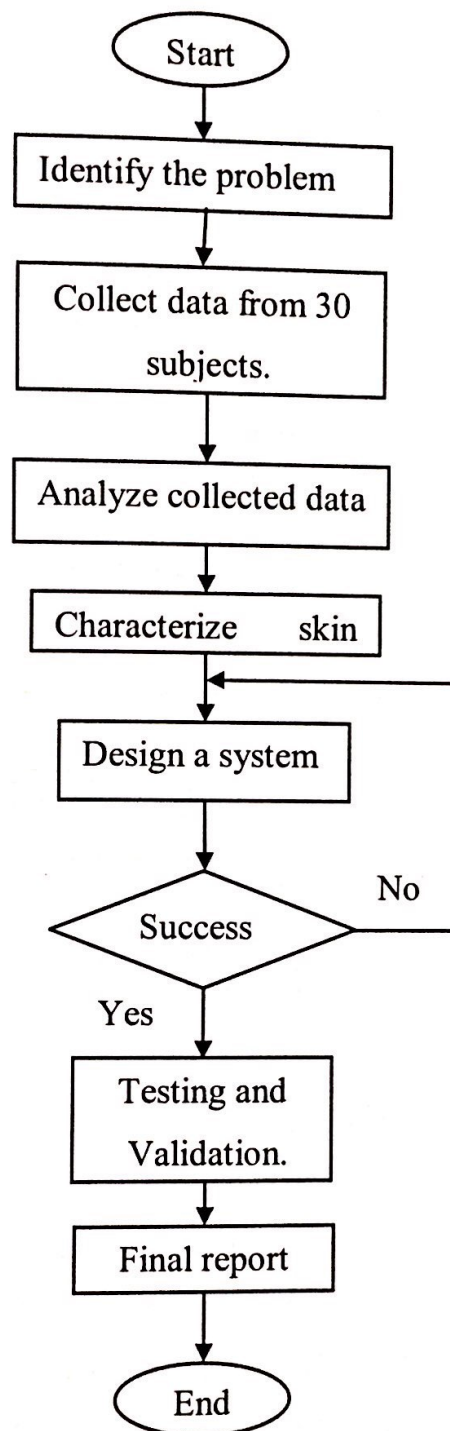 Start
Identify the problem
Collect data from 30
subjects.
Analyze collected data
Characterize skin
Design a system
No
Success
Yes
Testing and
Validation.
Final report
End